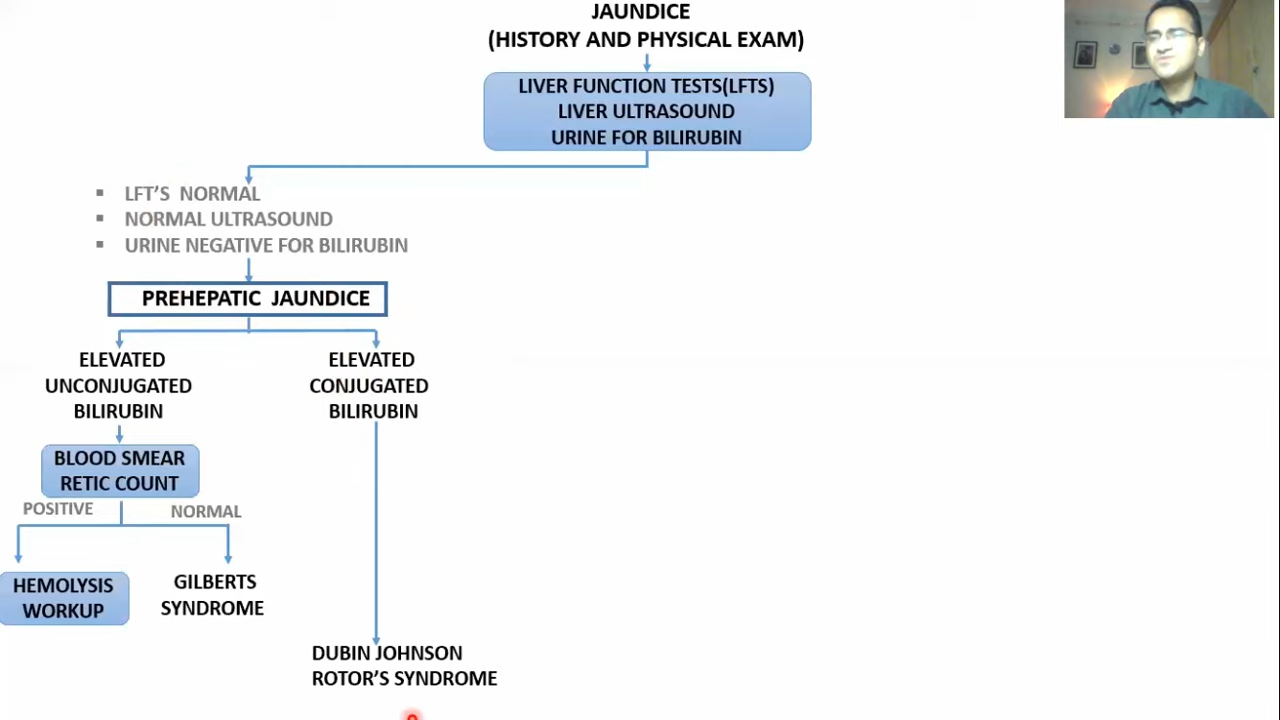 JAUNDICE
(HISTORY AND PHYSICAL EXAM)
LIVER FUNCTION TESTS(LFTS)
LIVER ULTRASOUND
URINE FOR BILIRUBIN
▪ LFT’S NORMAL
▪ NORMAL ULTRASOUND
▪ URINE NEGATIVE FOR BILIRUBIN
PREHEPATIC JAUNDICE
ELEVATED
UNCONJUGATED
BILIRUBIN
ELEVATED
CONJUGATED
BILIRUBIN
BLOOD SMEAR
RETIC COUNT
POSITIVE
NORMAL
HEMOLYSIS
WORKUP
GILBERTS
SYNDROME
DUBIN JOHNSON
ROTOR’S SYNDROME